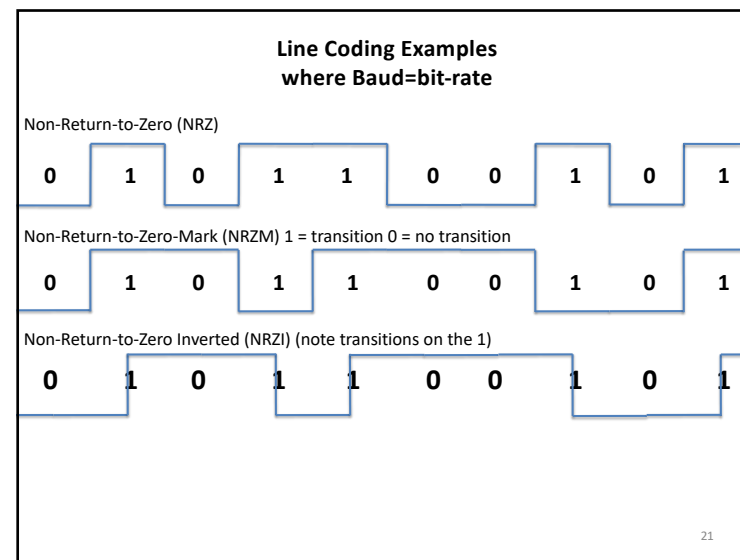 Line Coding Examples
where Baud=bit-rate
Non-Return-to-Zero (NRZ)
0 1 0 1 1 0 0 1 0 1
Non-Return-to-Zero-Mark (NRZM) 1 = transition 0 = no transition
0 1 0 1 1 0 0 1 0 1
Non-Return-to-Zero Inverted (NRZI) (note transitions on the 1)
0 1 0 1 1 0 0 1 0 1
21